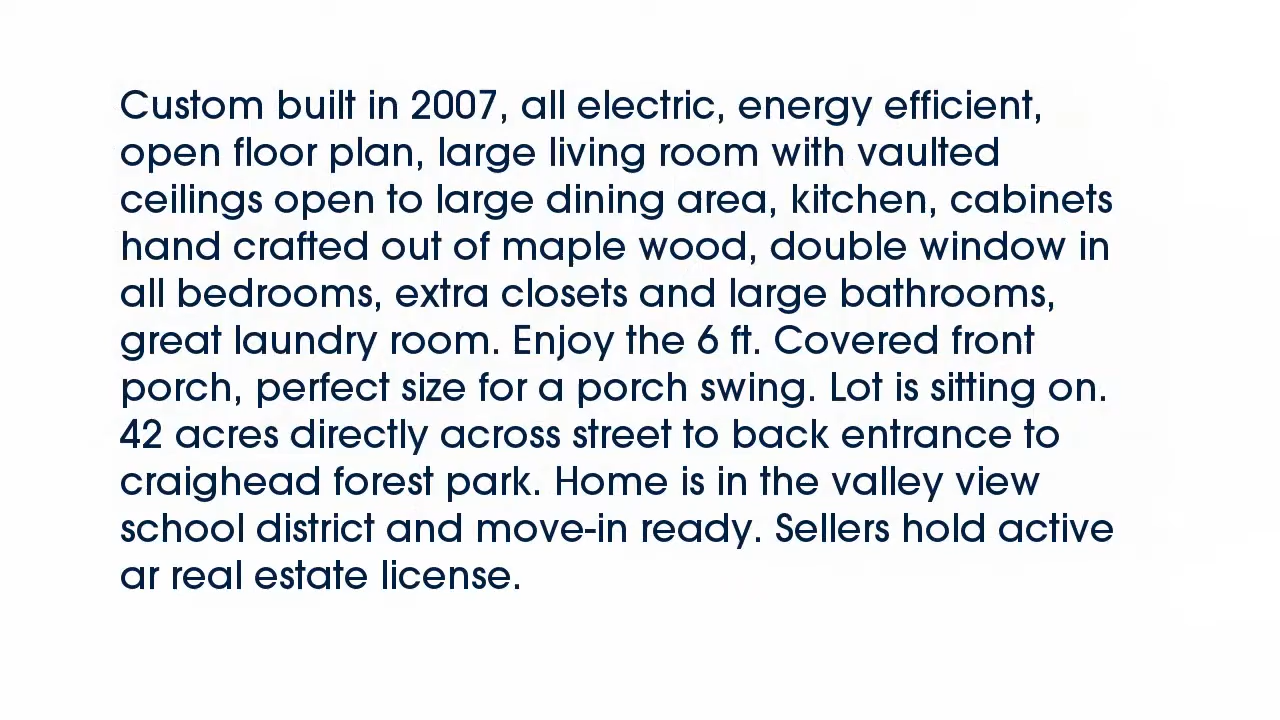 Custom built in 2007, all electric, energy efficient,
open floor plan, large living room with vaulted
ceilings open to large dining area, kitchen, cabinets
hand crafted out of maple wood, double window in
all bedrooms, extra closets and large bathrooms,
great laundry room. Enjoy the 6 ft. Covered front
porch, perfect size for a porch swing. Lot is sitting on.
42 acres directly across street to back entrance to
craighead forest park. Home is in the valley view
school district and move-in ready. Sellers hold active
ar real estate license.